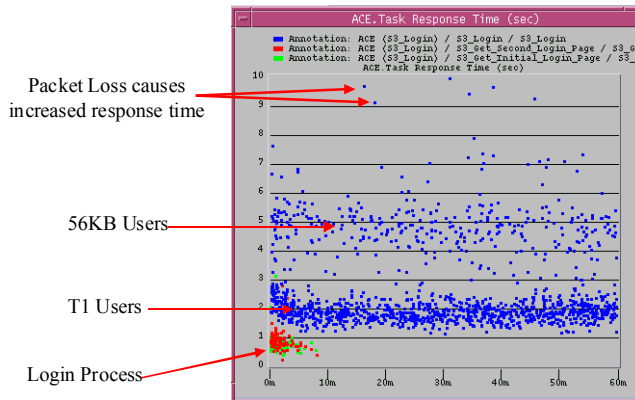 ACE.Task Response Time (sec)
Annotation: ACE (S3_Login) / S3_Login / S3_Login
Annotation: ACE (S3_Login) / S3_Get_Second_Login_Page / S3_G
Annotation: ACE (S3_Login) / S3_Get_Initial_Login_Page / S3_
ACE.Task Response Time (sec)
10
9
8
7
6
5
4
3
2
1
0
0m 10m 20m 30m 40m 50m 60m
Packet Loss causes
increased response time
56KB Users
T1 Users
Login Process